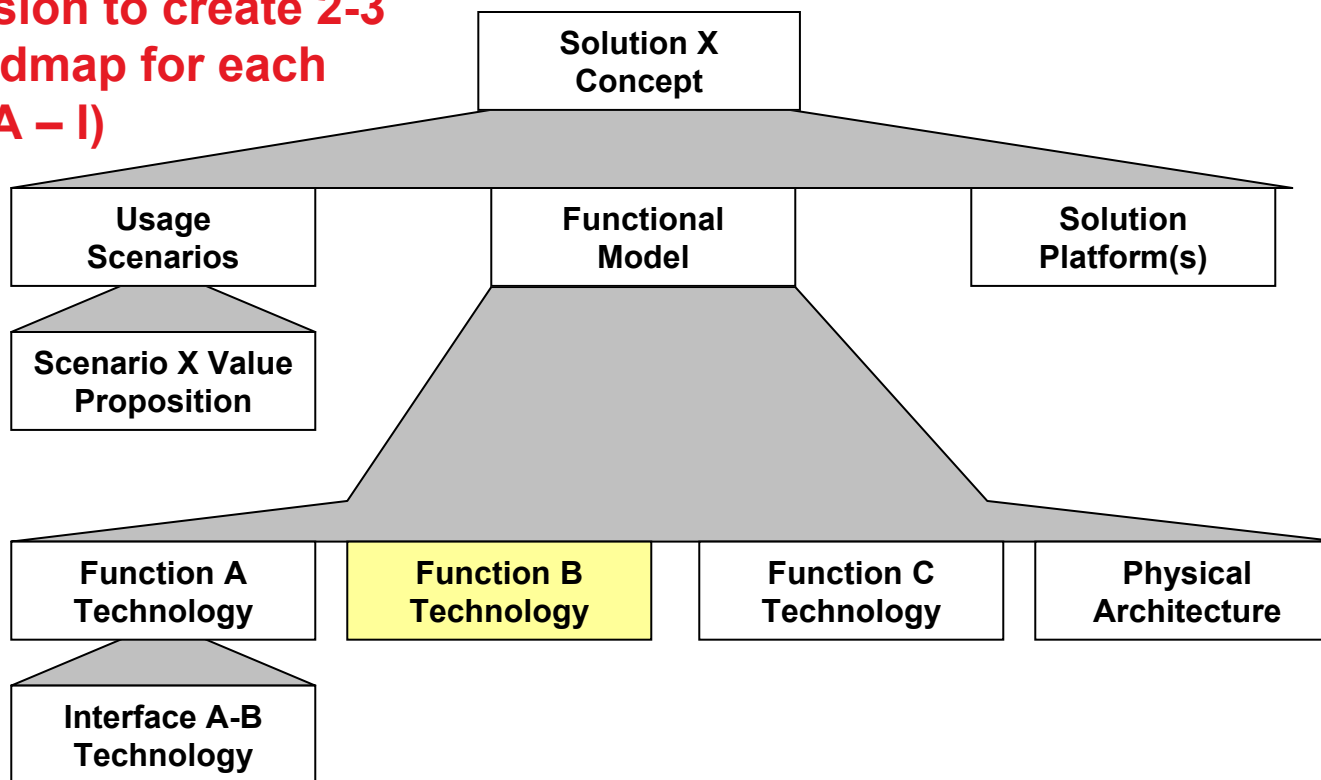 sion to create 2-3
dmap for each
A – I)
Solution X
Concept
Usage
Scenarios
Functional
Model
Solution
Platform(s)
Scenario X Value
Proposition
Function A
Technology
Function B
Technology
Function C
Technology
Physical
Architecture
Interface A-B
Technology